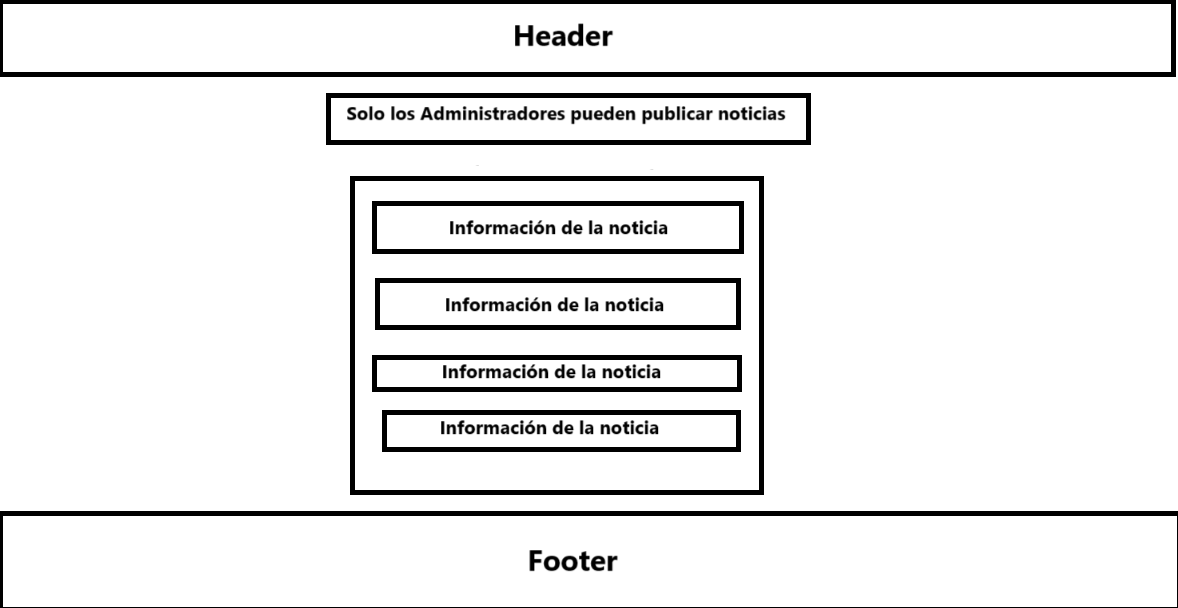 Header
Solo los Administradores pueden publicar noticias
Información de la noticia
Información de la noticia
Información de la noticia
Información de la noticia
Footer